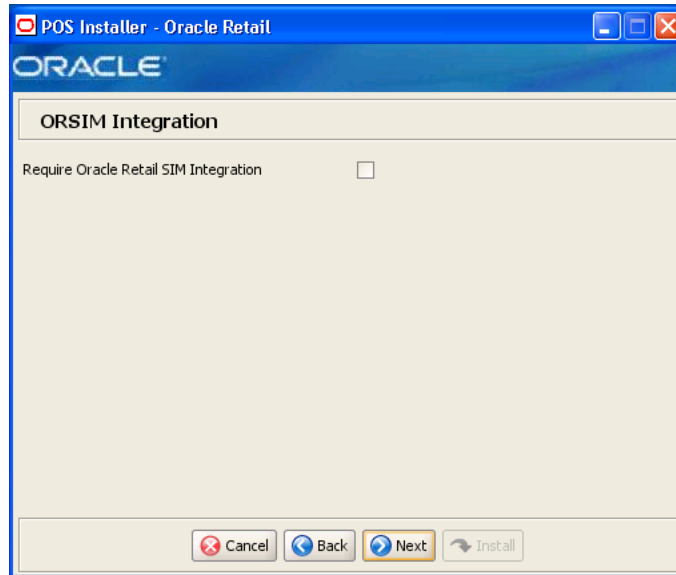 POS Installer - Oracle Retail
ORACLE
ORSIM Integration
Require Oracle Retail SIM Integration
Cancel Back Next Install